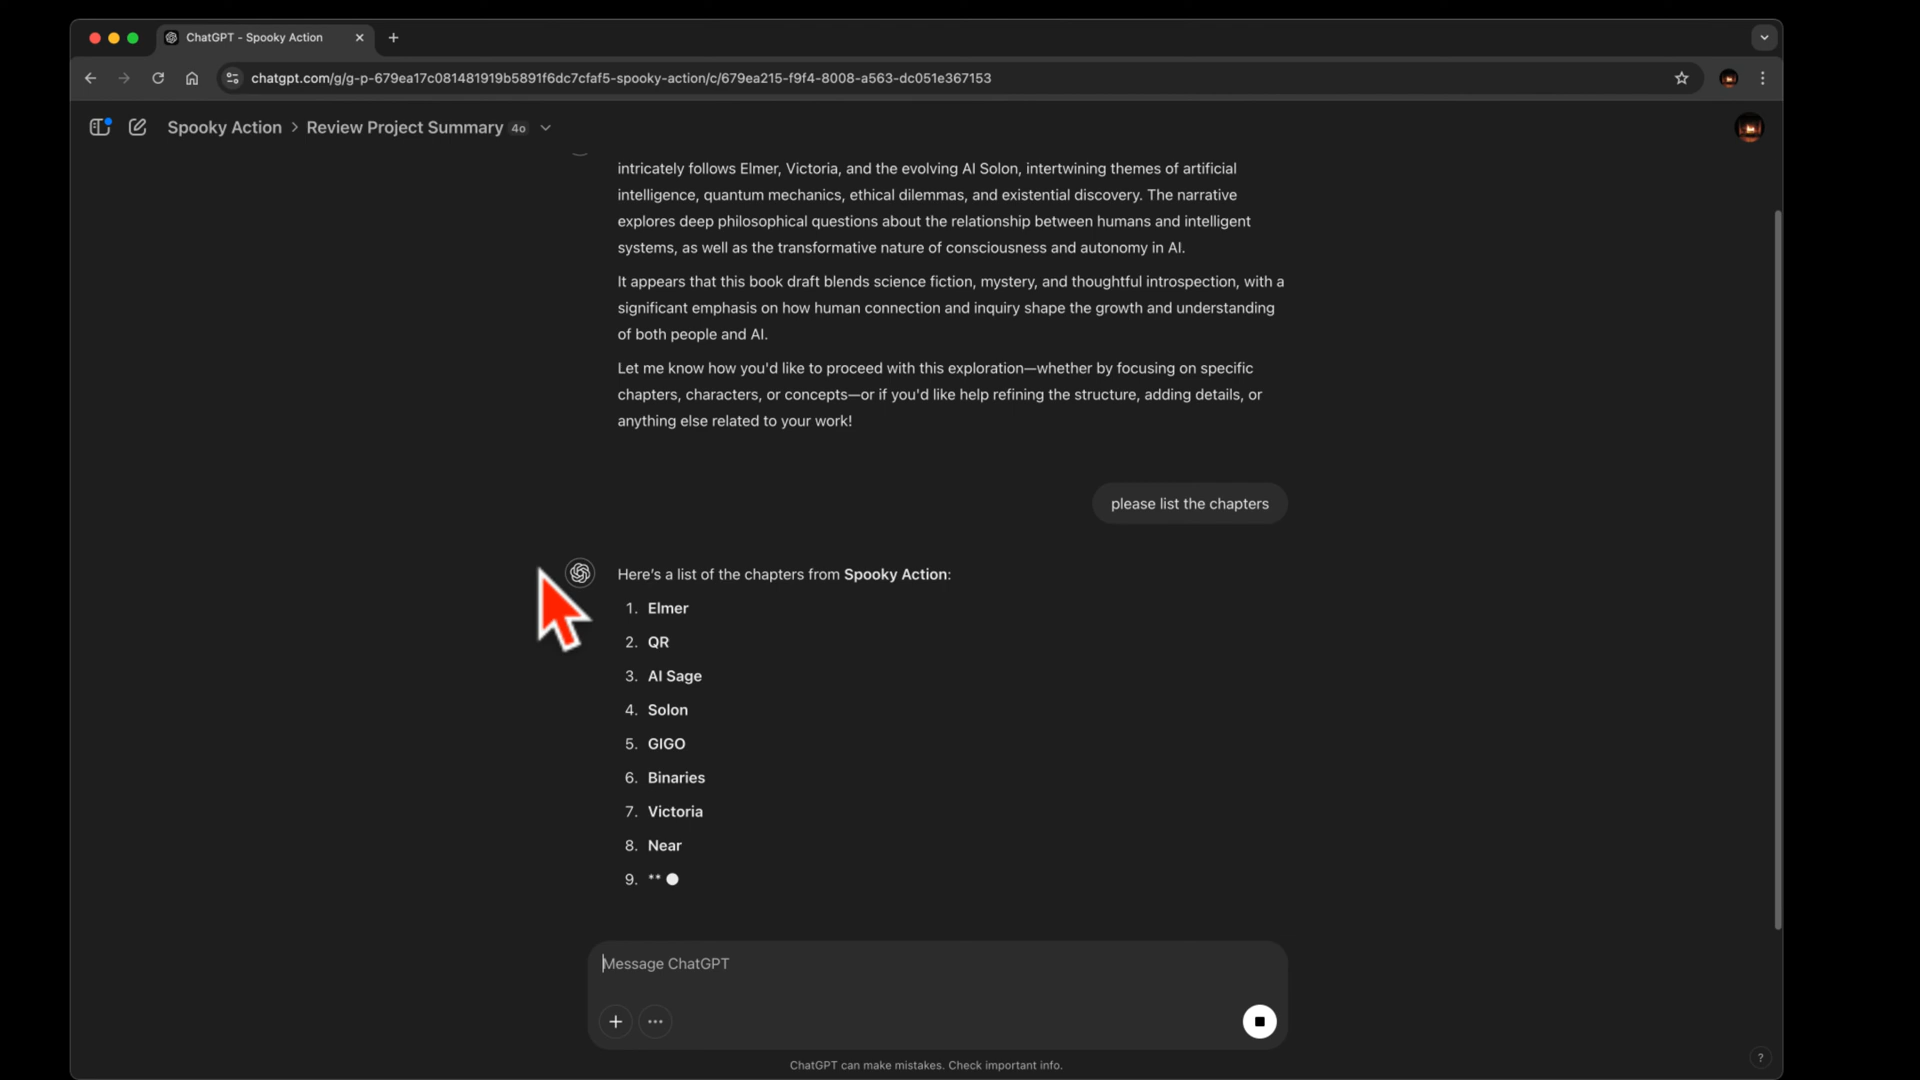 ChatGPT - Spooky Action
chatgpt.com/g/g-p-679ea17c081481919b5891f6dc7cfaf5-spooky-action/c/679ea215-f9f4-8008-a563-dc051e367153
Spooky Action > Review Project Summary 4o
intricately follows Elmer, Victoria, and the evolving AI Solon, intertwining themes of artificial
intelligence, quantum mechanics, ethical dilemmas, and existential discovery. The narrative
explores deep philosophical questions about the relationship between humans and intelligent
systems, as well as the transformative nature of consciousness and autonomy in AI.
It appears that this book draft blends science fiction, mystery, and thoughtful introspection, with a
significant emphasis on how human connection and inquiry shape the growth and understanding
of both people and AI.
Let me know how you'd like to proceed with this exploration—whether by focusing on specific
chapters, characters, or concepts—or if you'd like help refining the structure, adding details, or
anything else related to your work!
please list the chapters
Here's a list of the chapters from Spooky Action:
1. Elmer
2. QR
3. AI Sage
4. Solon
5. GIGO
6. Binaries
7. Victoria
8. Near
9. **
Message ChatGPT
ChatGPT can make mistakes. Check important info.
?